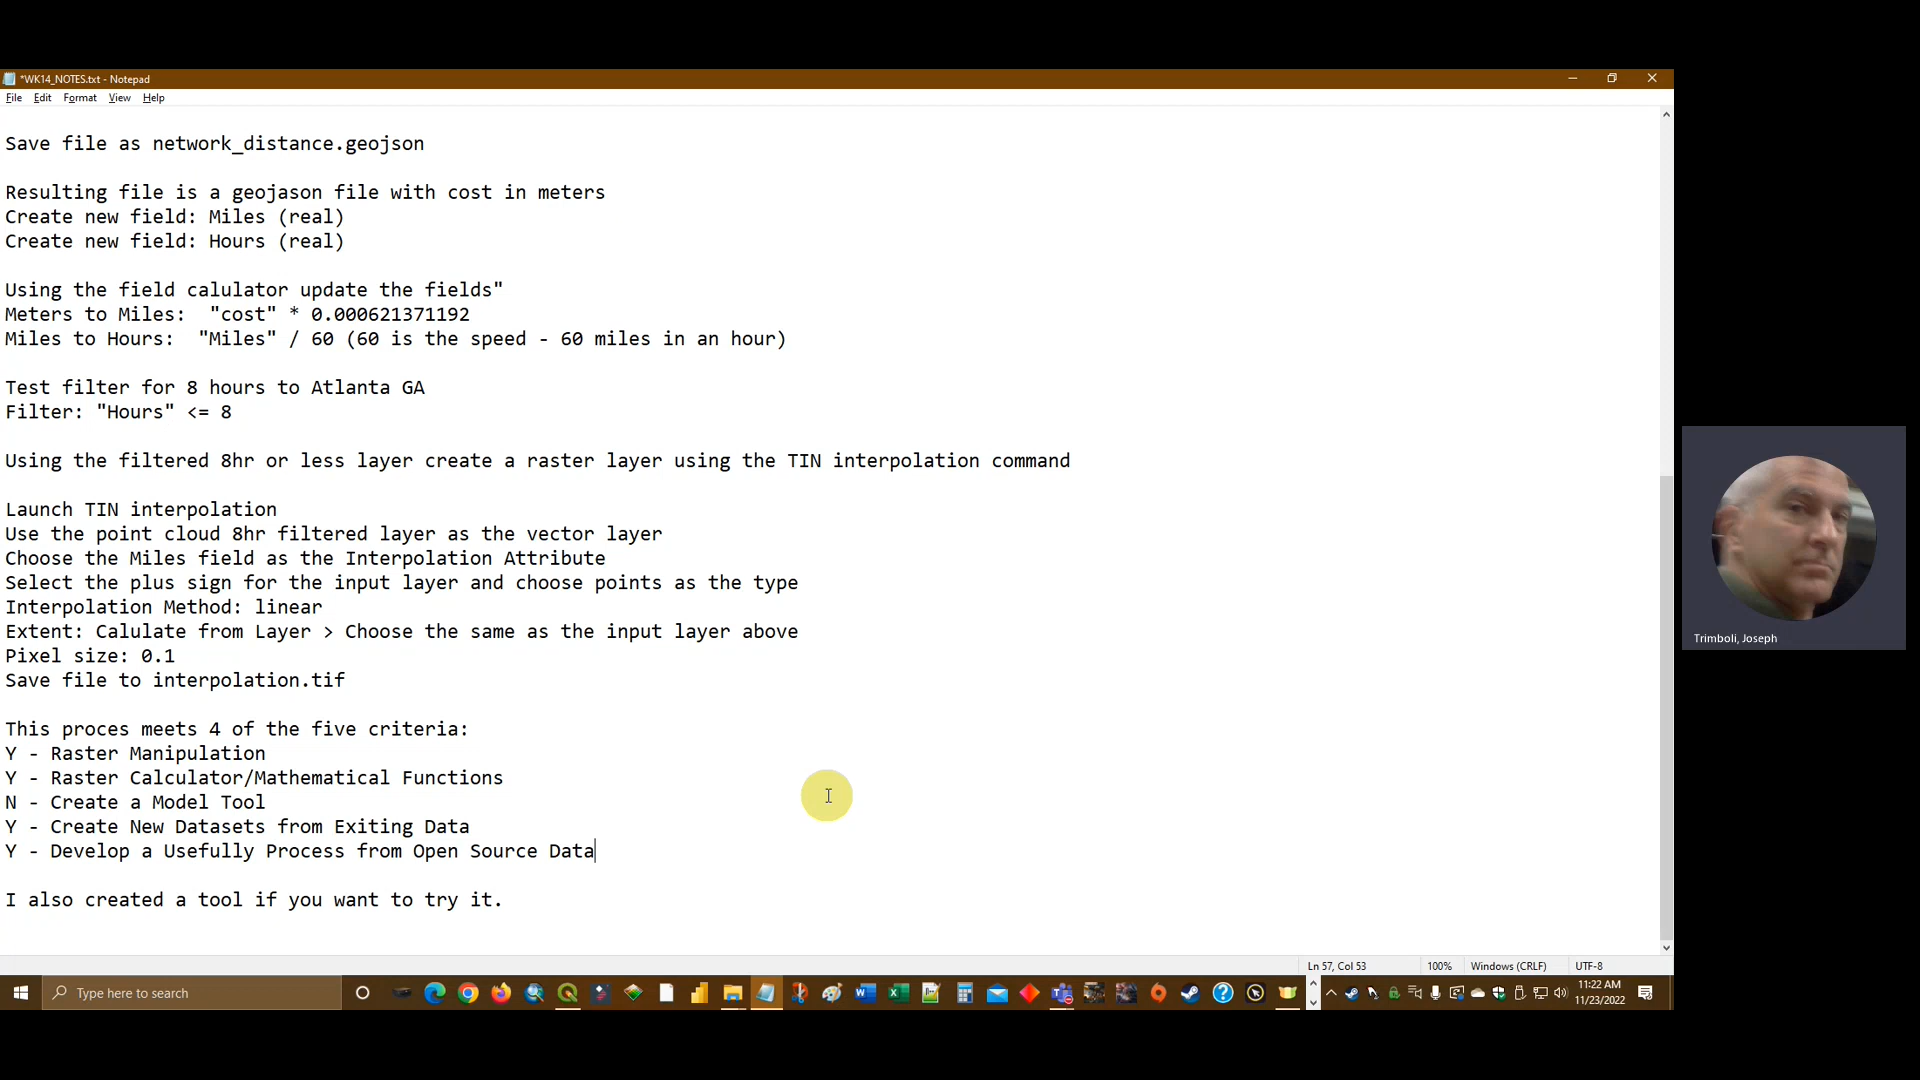 *WK14_NOTES.txt - Notepad
File Edit Format View Help
Save file as network_distance.geojson
Resulting file is a geojason file with cost in meters
Create new field: Miles (real)
Create new field: Hours (real)
Using the field calulator update the fields"
Meters to Miles:  "cost" * 0.000621371192
Miles to Hours:  "Miles" / 60 (60 is the speed - 60 miles in an hour)
Test filter for 8 hours to Atlanta GA
Filter: "Hours" <= 8
Using the filtered 8hr or less layer create a raster layer using the TIN interpolation command
Launch TIN interpolation
Use the point cloud 8hr filtered layer as the vector layer
Choose the Miles field as the Interpolation Attribute
Select the plus sign for the input layer and choose points as the type
Interpolation Method: linear
Extent: Calulate from Layer > Choose the same as the input layer above
Pixel size: 0.1
Save file to interpolation.tif
This proces meets 4 of the five criteria:
Y - Raster Manipulation
Y - Raster Calculator/Mathematical Functions
N - Create a Model Tool
Y - Create New Datasets from Exiting Data
Y - Develop a Usefully Process from Open Source Data
I also created a tool if you want to try it.
Trimboli, Joseph
Ln 57, Col 53 100% Windows (CRLF) UTF-8
Type here to search
11:22 AM
11/23/2022